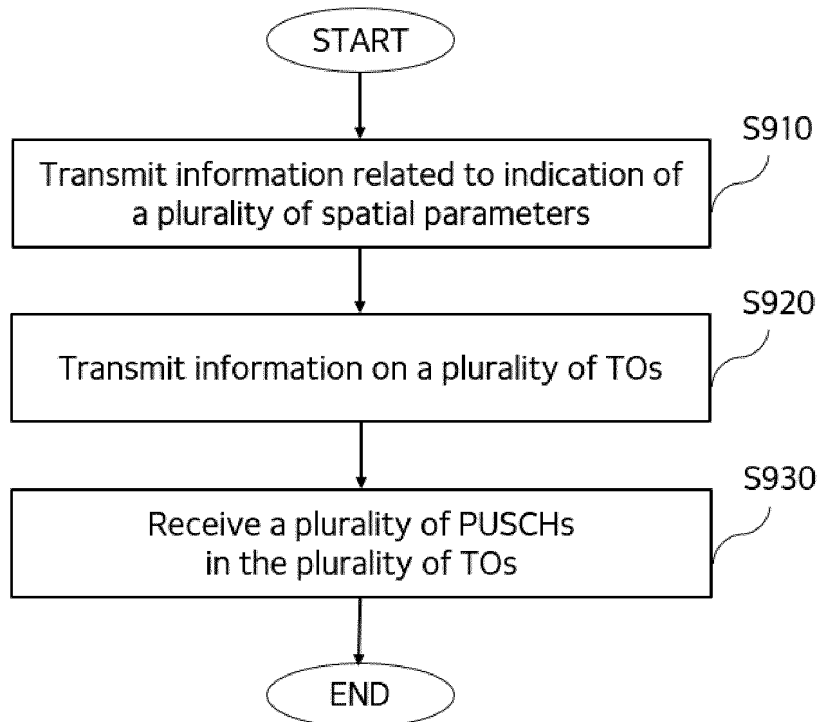 START
S910
Transmit information related to indication of
a plurality of spatial parameters
S920
Transmit information on a plurality of TOs
S930
Receive a plurality of PUSCHs
in the plurality of TOs
END